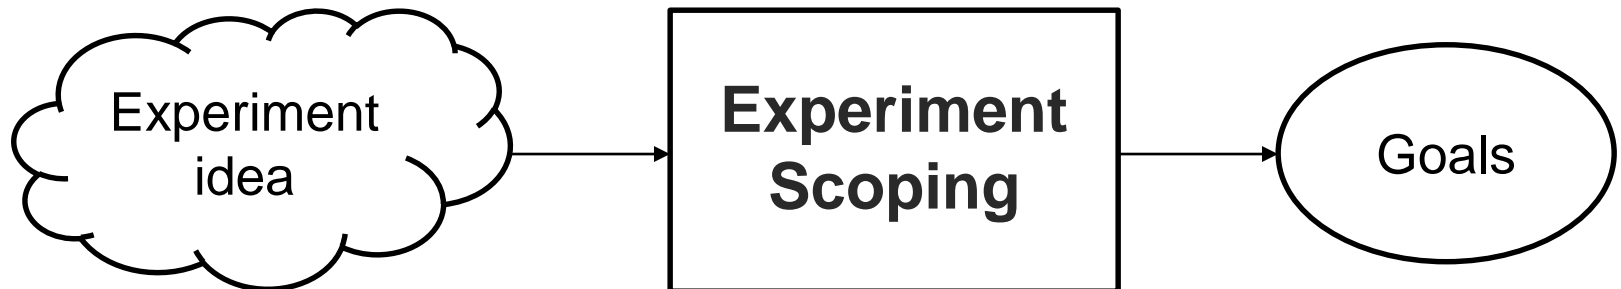 Experiment
idea
Experiment
Scoping
Goals